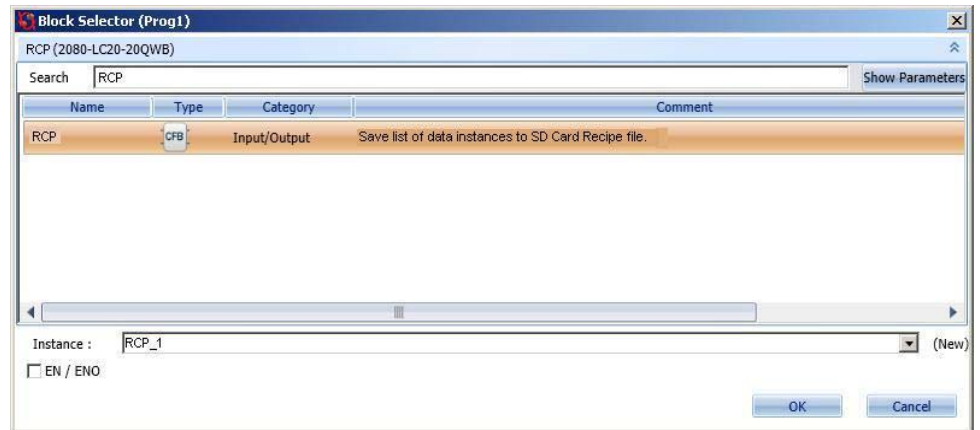 Block Selector (Prog1)
RCP (2080-LC20-20QWB)
Search RCP Show Parameters
Name Type Category Comment
RCP CFB Input/Output Save list of data instances to SD Card Recipe file.
Instance : RCP_1 (New)
EN / ENO
OK Cancel